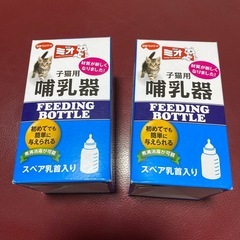 材質が新しく
なりました!
ミオ
子猫用
哺乳器
FEEDING
BOTTLE
初めてでも
簡単に
与えられる
スペア乳首入り
材質が新しく
なりました!
ミオ
子猫用
哺乳器
FEEDING
BOTTLE
初めてでも
簡単に
与えられる
スペア乳首入り